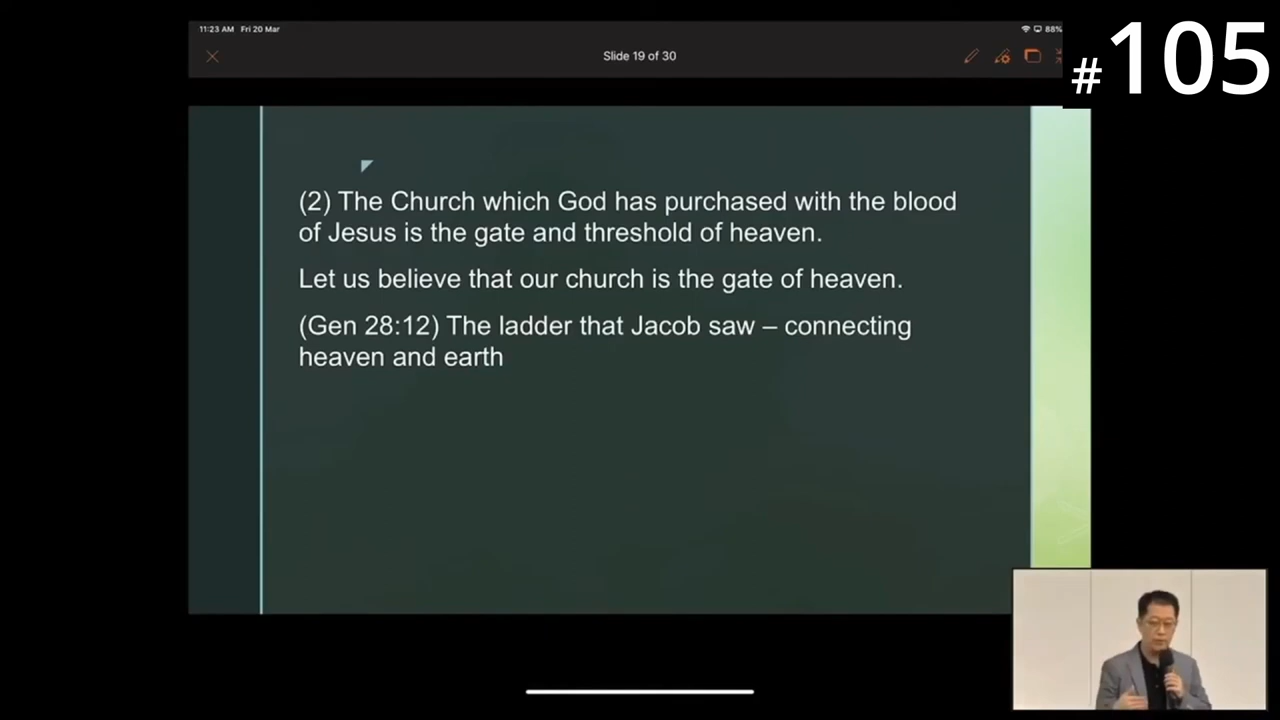 11:23 AM Fri 20 Mar
88%
Slide 19 of 30
#105
(2) The Church which God has purchased with the blood
of Jesus is the gate and threshold of heaven.
Let us believe that our church is the gate of heaven.
(Gen 28:12) The ladder that Jacob saw – connecting
heaven and earth